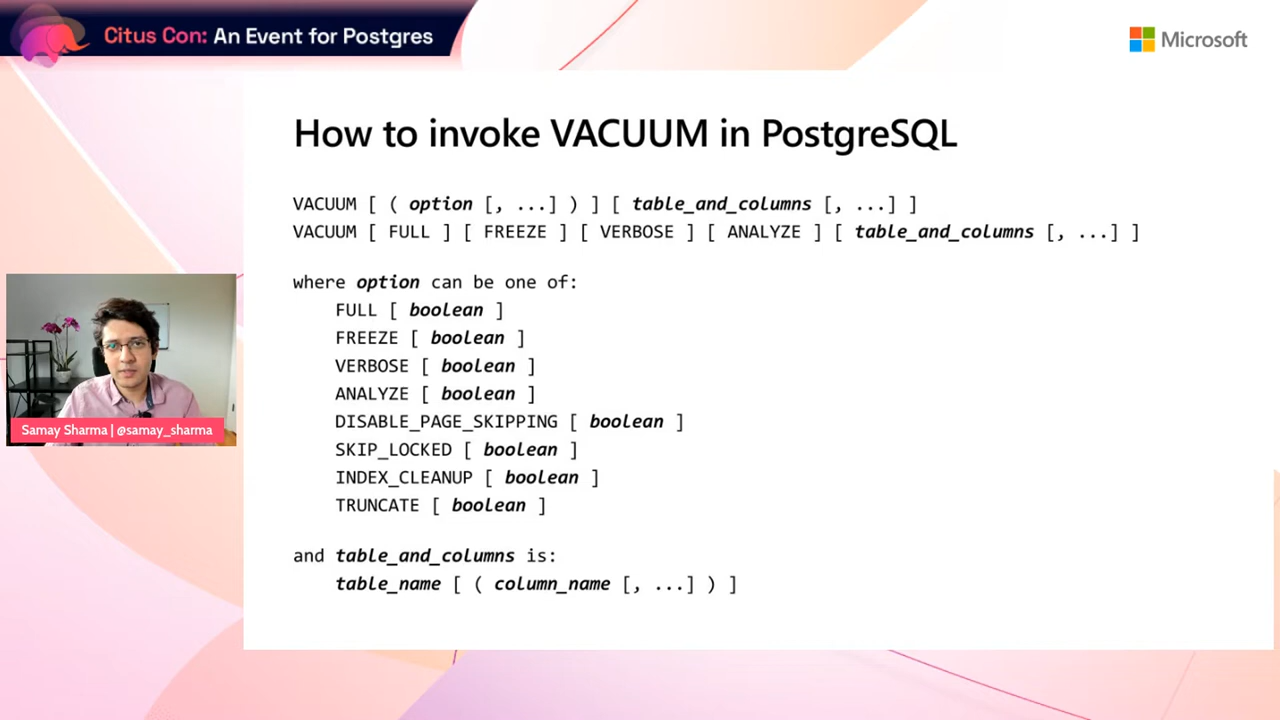 Citus Con: An Event for Postgres
Microsoft
How to invoke VACUUM in PostgreSQL
VACUUM [ ( option [, ...] ) ] [ table_and_columns [, ...] ]
VACUUM [ FULL ] [ FREEZE ] [ VERBOSE ] [ ANALYZE ] [ table_and_columns [, ...] ]
where option can be one of:
FULL [ boolean ]
FREEZE [ boolean ]
VERBOSE [ boolean ]
ANALYZE [ boolean ]
DISABLE_PAGE_SKIPPING [ boolean ]
SKIP_LOCKED [ boolean ]
INDEX_CLEANUP [ boolean ]
TRUNCATE [ boolean ]
and table_and_columns is:
table_name [ ( column_name [, ...] ) ]
Samay Sharma | @samay_sharma